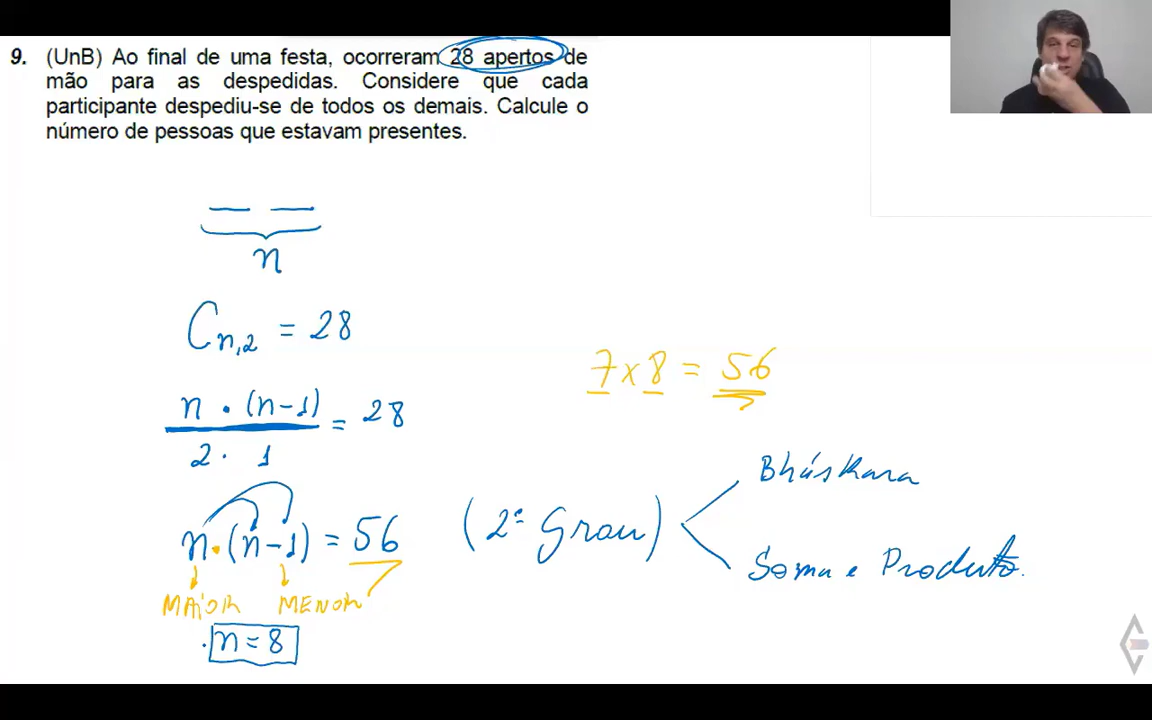 9. (UnB) Ao final de uma festa, ocorreram 28 apertos de
mão para as despedidas. Considere que cada
participante despediu-se de todos os demais. Calcule o
número de pessoas que estavam presentes.
n
C n,2 = 28
n · (n-1) / 2 · 1 = 28
7 x 8 = 56
n · (n-1) = 56 (2º Grau)
Bháskara
Soma e Produto.
MAIOR MENOR
n = 8